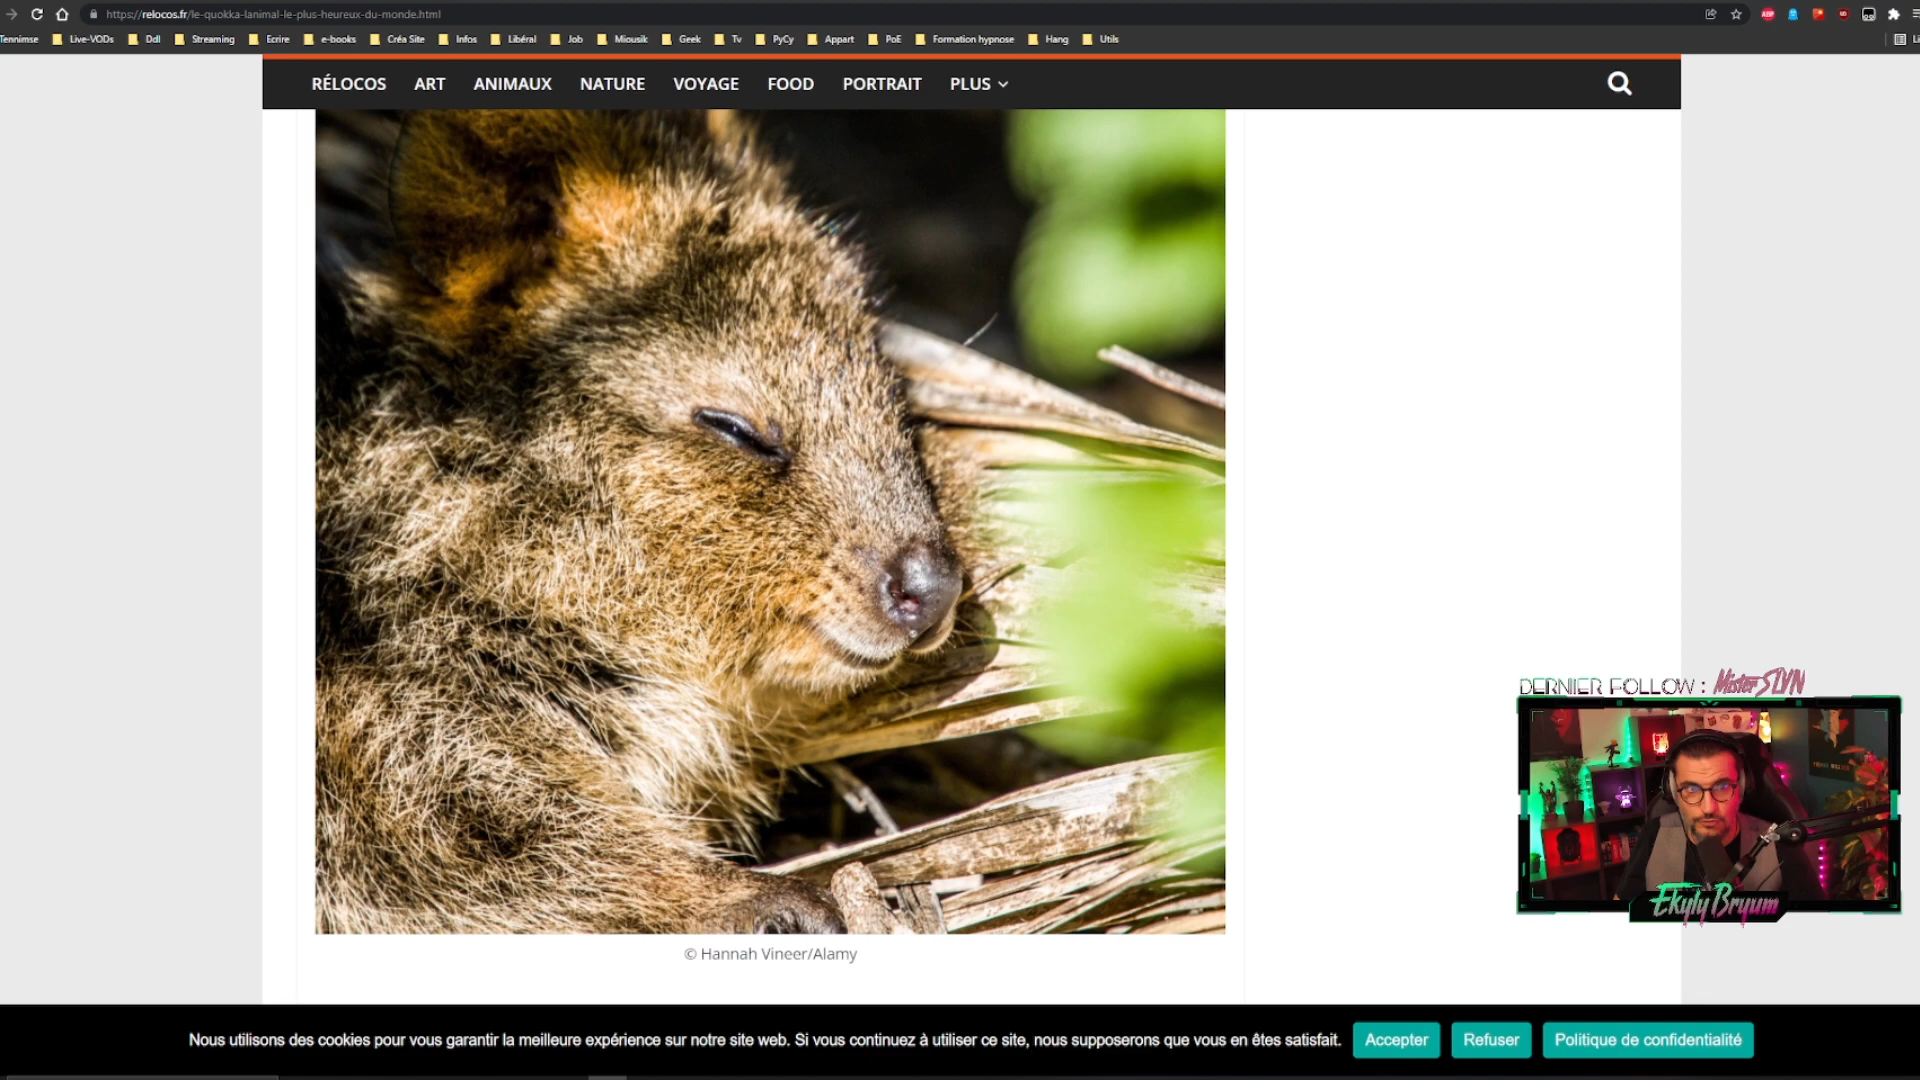 https://relocos.fr/le-quokka-lanimal-le-plus-heureux-du-monde.html
Tennimse Live-VODs Ddl Streaming Ecrire e-books Créa Site Infos Libéral Job Miousik Geek Tv PyCy Appart PoE Formation hypnose Hang Utils
RÉLOCOS ART ANIMAUX NATURE VOYAGE FOOD PORTRAIT PLUS
© Hannah Vineer/Alamy
DERNIER FOLLOW : MisterSLYN
Ekyly Bryum
Nous utilisons des cookies pour vous garantir la meilleure expérience sur notre site web. Si vous continuez à utiliser ce site, nous supposerons que vous en êtes satisfait. Accepter Refuser Politique de confidentialité